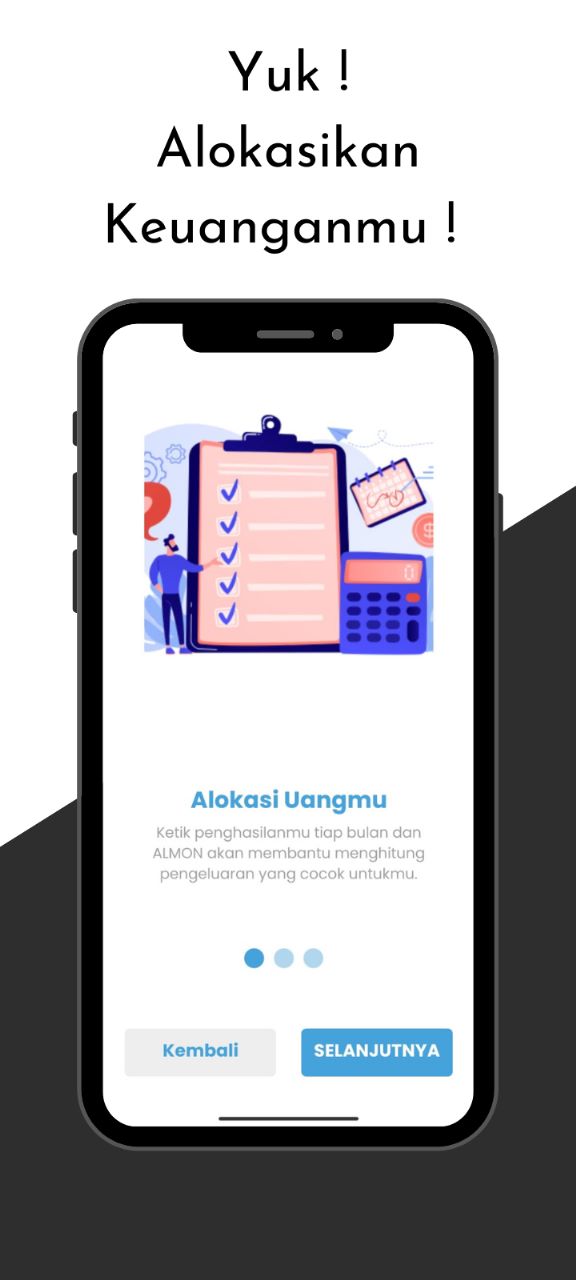 Yuk !
Alokasikan
Keuanganmu !
0
Alokasi Uangmu
Ketik penghasilanmu tiap bulan dan
ALMON akan membantu menghitung
pengeluaran yang cocok untukmu.
Kembali
SELANJUTNYA